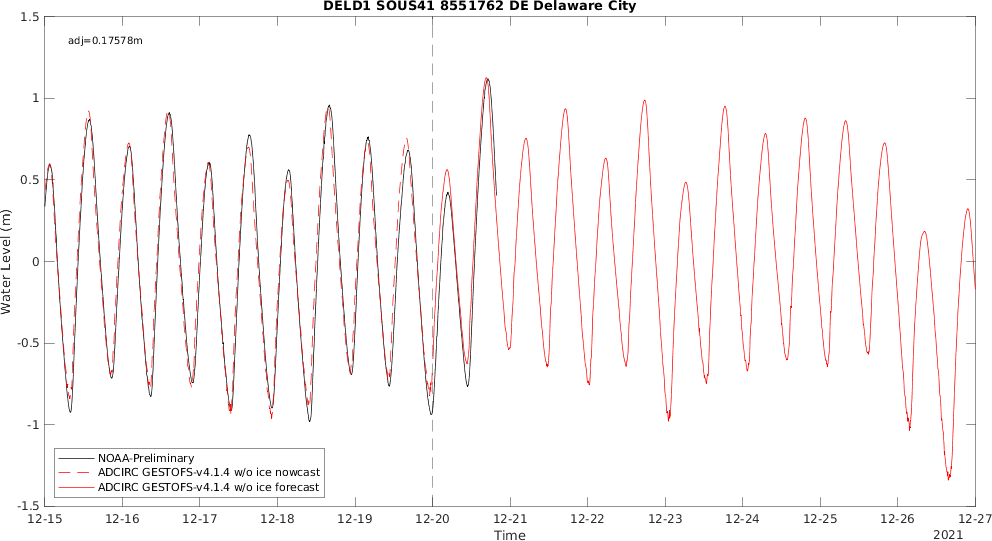 DELD1 SOUS41 8551762 DE Delaware City
adj=0.17578m
1.5
1
0.5
0
-0.5
-1
-1.5
Water Level (m)
NOAA-Preliminary
ADCIRC GESTOFS-v4.1.4 w/o ice nowcast
ADCIRC GESTOFS-v4.1.4 w/o ice forecast
12-15 12-16 12-17 12-18 12-19 12-20 12-21 12-22 12-23 12-24 12-25 12-26 12-27
Time
2021